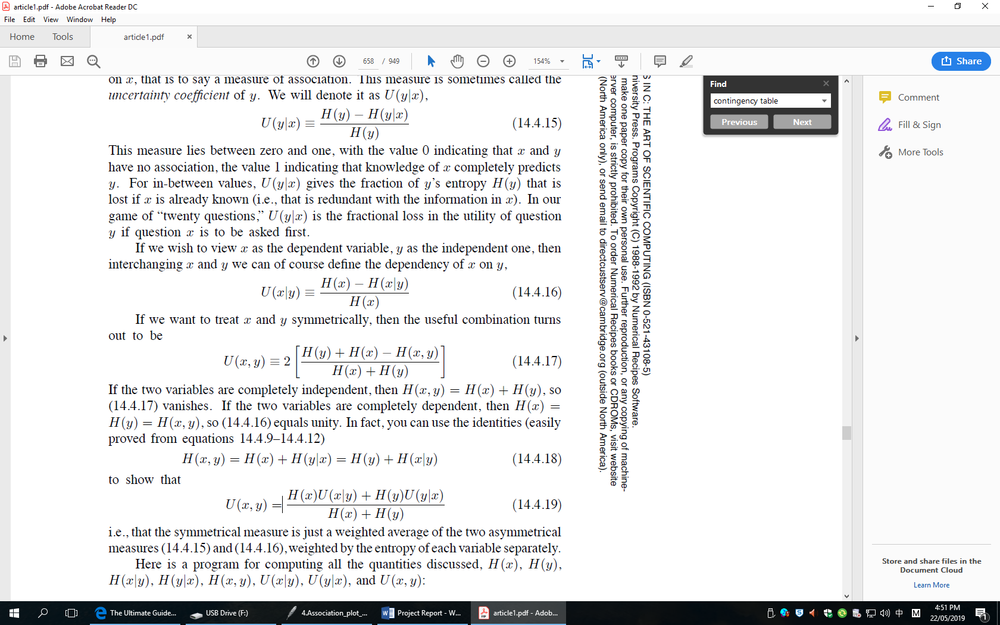 article1.pdf - Adobe Acrobat Reader DC
File Edit View Window Help
Home Tools article1.pdf ×
658 / 949 154% Share
on x, that is to say a measure of association. This measure is sometimes called the
uncertainty coefficient of y. We will denote it as U(y|x),
U(y|x) ≡ H(y) − H(y|x) / H(y) (14.4.15)
This measure lies between zero and one, with the value 0 indicating that x and y
have no association, the value 1 indicating that knowledge of x completely predicts
y. For in-between values, U(y|x) gives the fraction of y's entropy H(y) that is
lost if x is already known (i.e., that is redundant with the information in x). In our
game of “twenty questions,” U(y|x) is the fractional loss in the utility of question
y if question x is to be asked first.
If we wish to view x as the dependent variable, y as the independent one, then
interchanging x and y we can of course define the dependency of x on y,
U(x|y) ≡ H(x) − H(x|y) / H(x) (14.4.16)
If we want to treat x and y symmetrically, then the useful combination turns
out to be
U(x, y) ≡ 2 [ H(y) + H(x) − H(x, y) / H(x) + H(y) ] (14.4.17)
If the two variables are completely independent, then H(x, y) = H(x) + H(y), so
(14.4.17) vanishes. If the two variables are completely dependent, then H(x) =
H(y) = H(x, y), so (14.4.16) equals unity. In fact, you can use the identities (easily
proved from equations 14.4.9–14.4.12)
H(x, y) = H(x) + H(y|x) = H(y) + H(x|y) (14.4.18)
to show that
U(x, y) = H(x)U(x|y) + H(y)U(y|x) / H(x) + H(y) (14.4.19)
i.e., that the symmetrical measure is just a weighted average of the two asymmetrical
measures (14.4.15) and (14.4.16), weighted by the entropy of each variable separately.
Here is a program for computing all the quantities discussed, H(x), H(y),
H(x|y), H(y|x), H(x, y), U(x|y), U(y|x), and U(x, y):
S IN C: THE ART OF SCIENTIFIC COMPUTING (ISBN 0-521-43108-5)
niversity Press. Programs Copyright (C) 1988-1992 by Numerical Recipes Software.
make one paper copy for their own personal use. Further reproduction, or any copying of machine-
erver computer, is strictly prohibited. To order Numerical Recipes books or CDROMs, visit website
(North America only), or send email to directcustserv@cambridge.org (outside North America).
Find
contingency table
Previous Next
Comment
Fill & Sign
More Tools
Store and share files in the
Document Cloud
Learn More
The Ultimate Guide... USB Drive (F:) 4.Association_plot_... Project Report - W... article1.pdf - Adob... 中 M
4:51 PM
22/05/2019
1